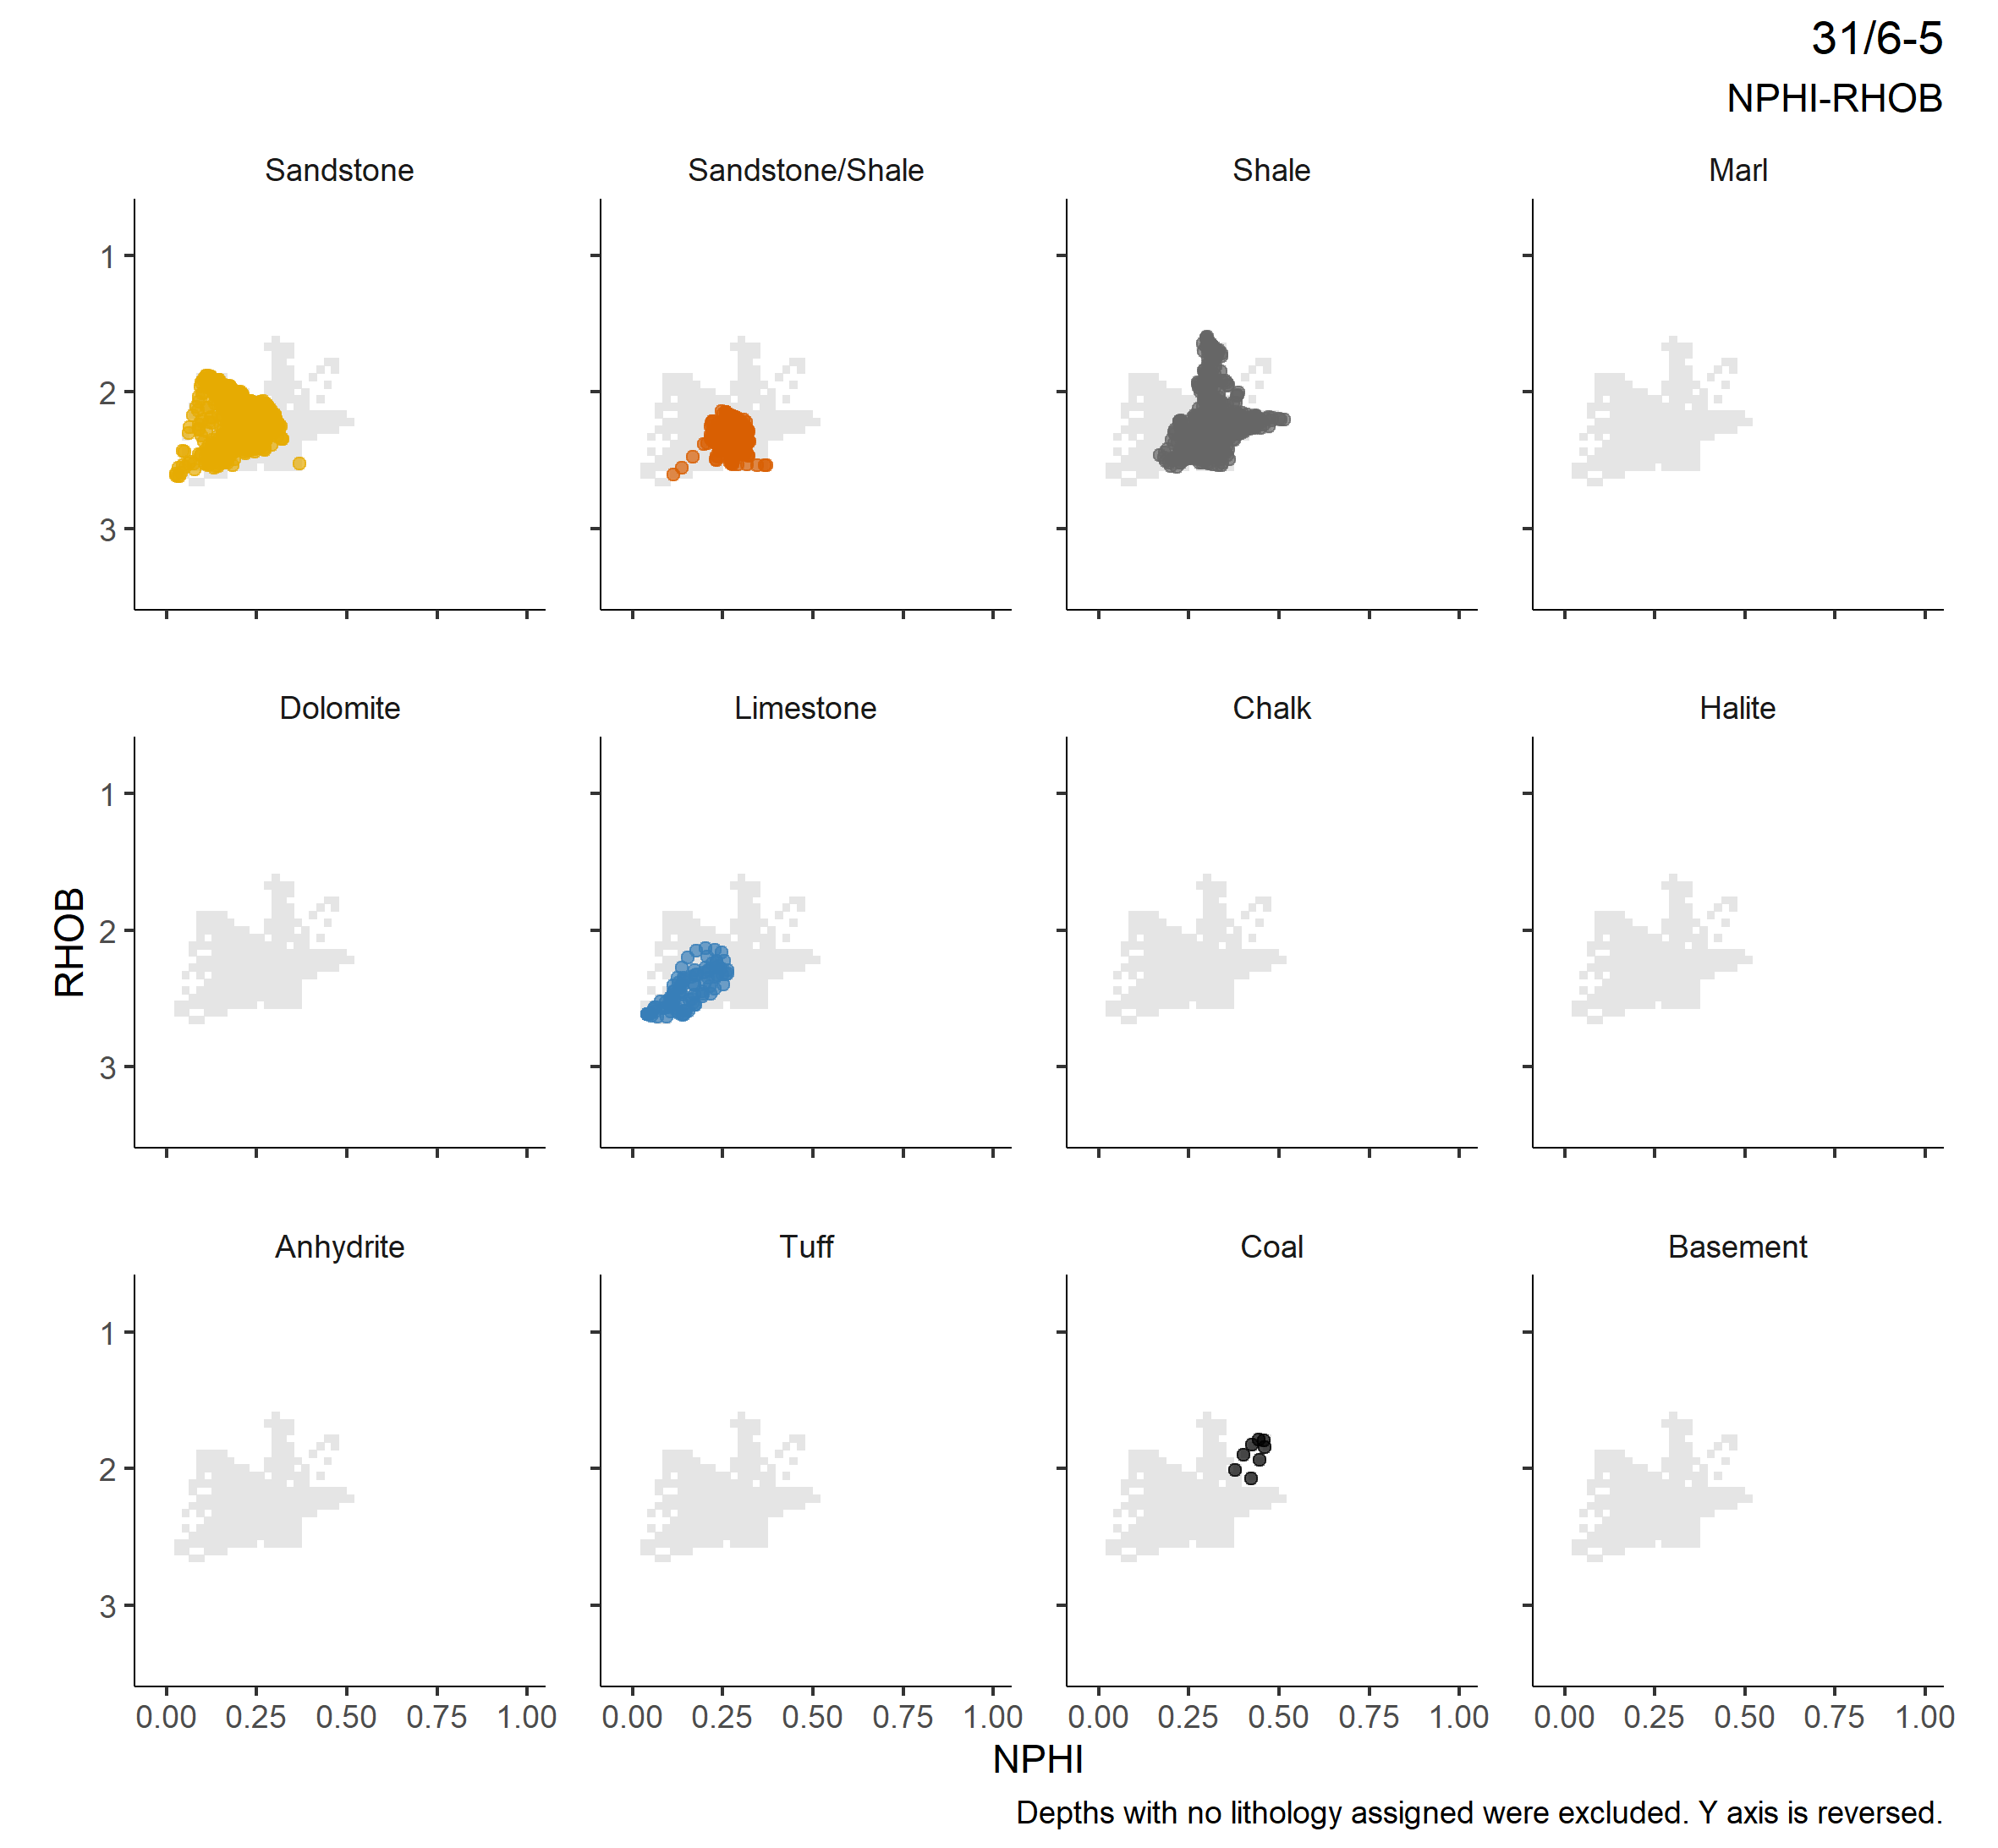 31/6-5
NPHI-RHOB
Sandstone
Sandstone/Shale
Shale
Marl
1
2
3
Dolomite
Limestone
Chalk
Halite
1
2
3
RHOB
Anhydrite
Tuff
Coal
Basement
1
2
3
0.00 0.25 0.50 0.75 1.00
0.00 0.25 0.50 0.75 1.00
0.00 0.25 0.50 0.75 1.00
0.00 0.25 0.50 0.75 1.00
NPHI
Depths with no lithology assigned were excluded. Y axis is reversed.